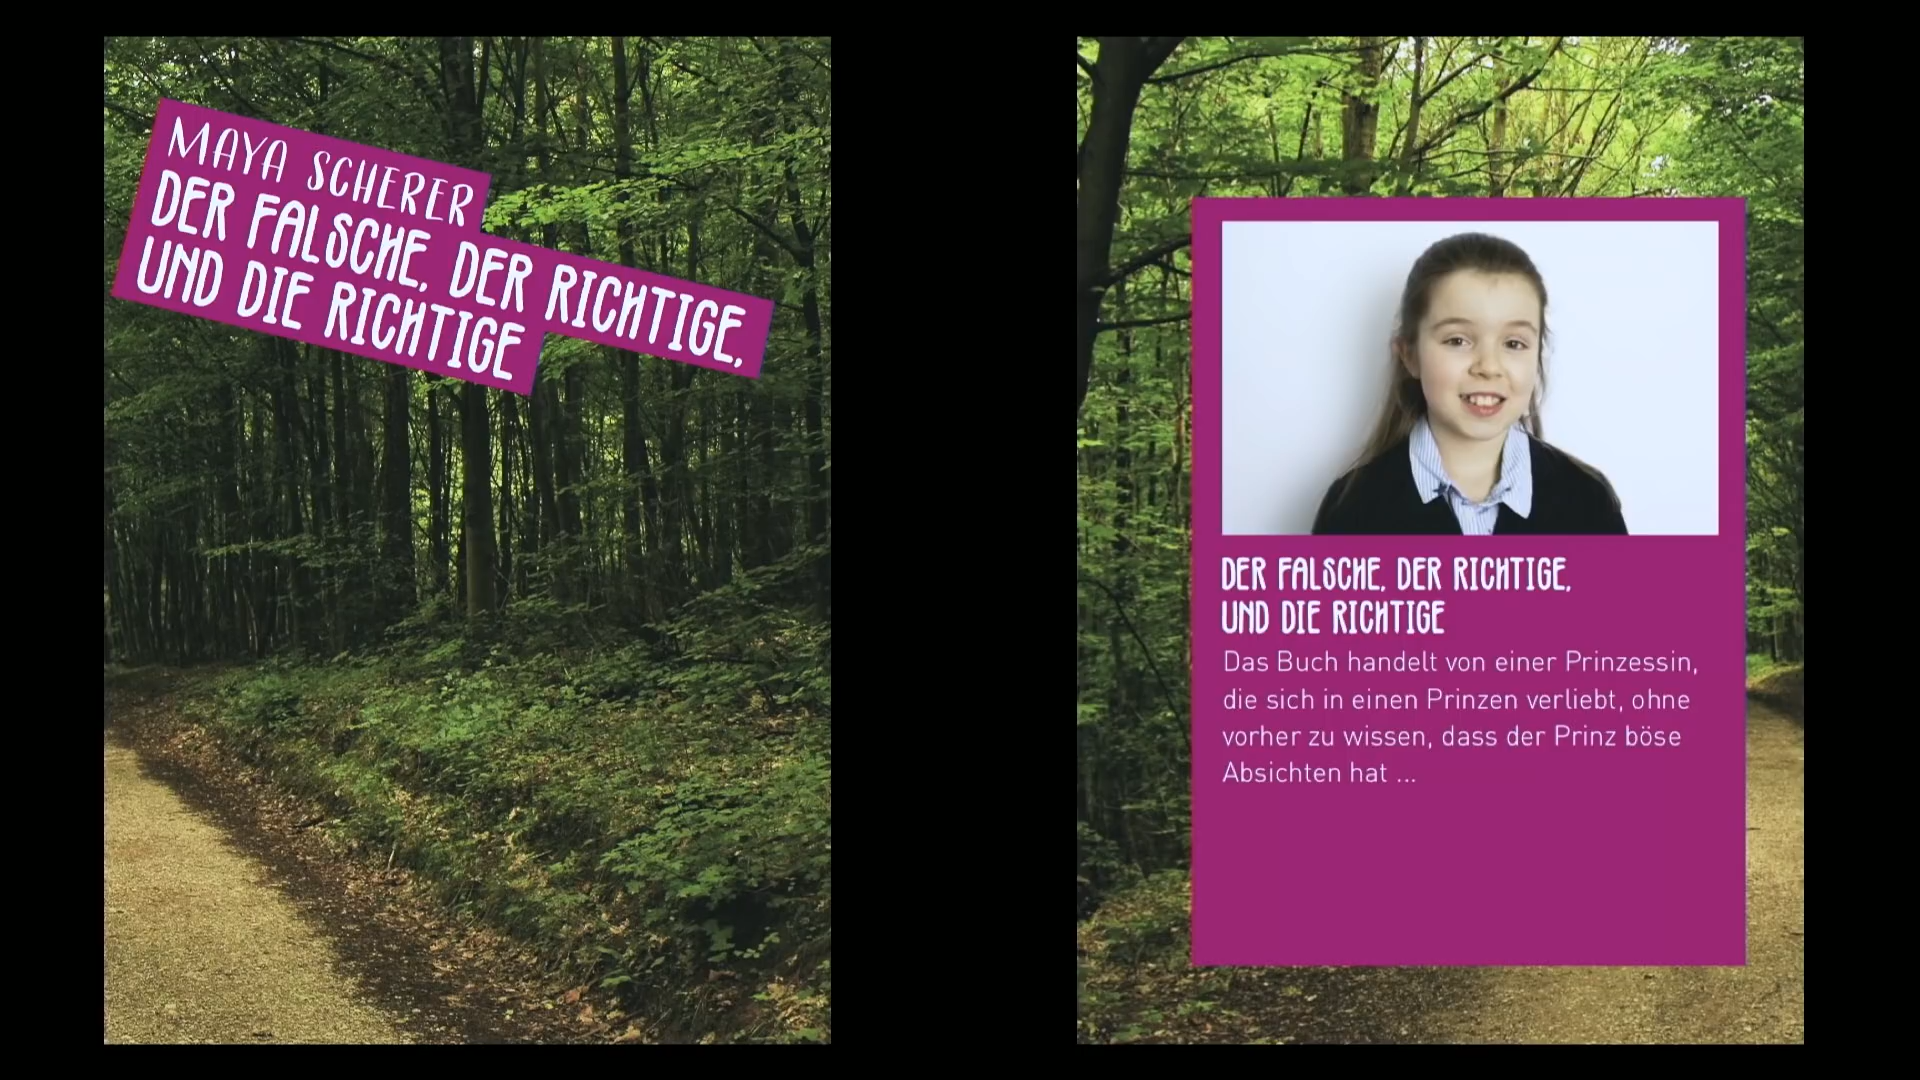 MAYA SCHERER
DER FALSCHE, DER RICHTIGE,
UND DIE RICHTIGE
DER FALSCHE, DER RICHTIGE,
UND DIE RICHTIGE
Das Buch handelt von einer Prinzessin,
die sich in einen Prinzen verliebt, ohne
vorher zu wissen, dass der Prinz böse
Absichten hat ...